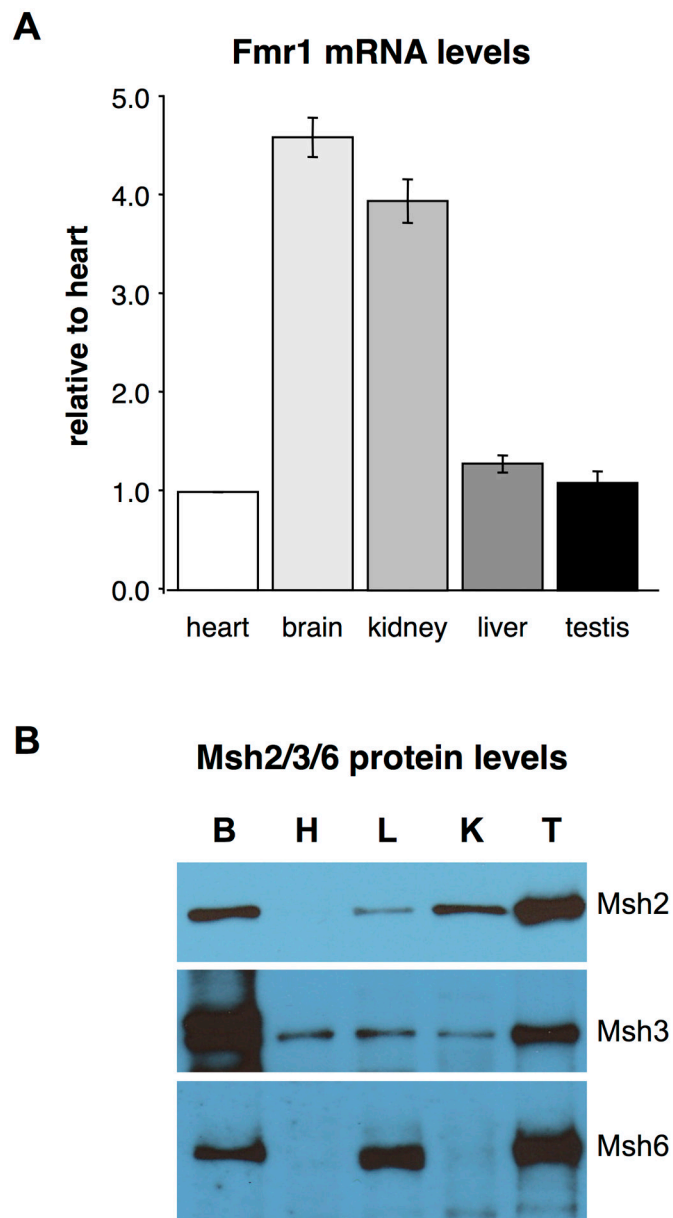 A
Fmr1 mRNA levels
relative to heart
5.0
4.0
3.0
2.0
1.0
0.0
heart brain kidney liver testis
B
Msh2/3/6 protein levels
B H L K T
Msh2
Msh3
Msh6